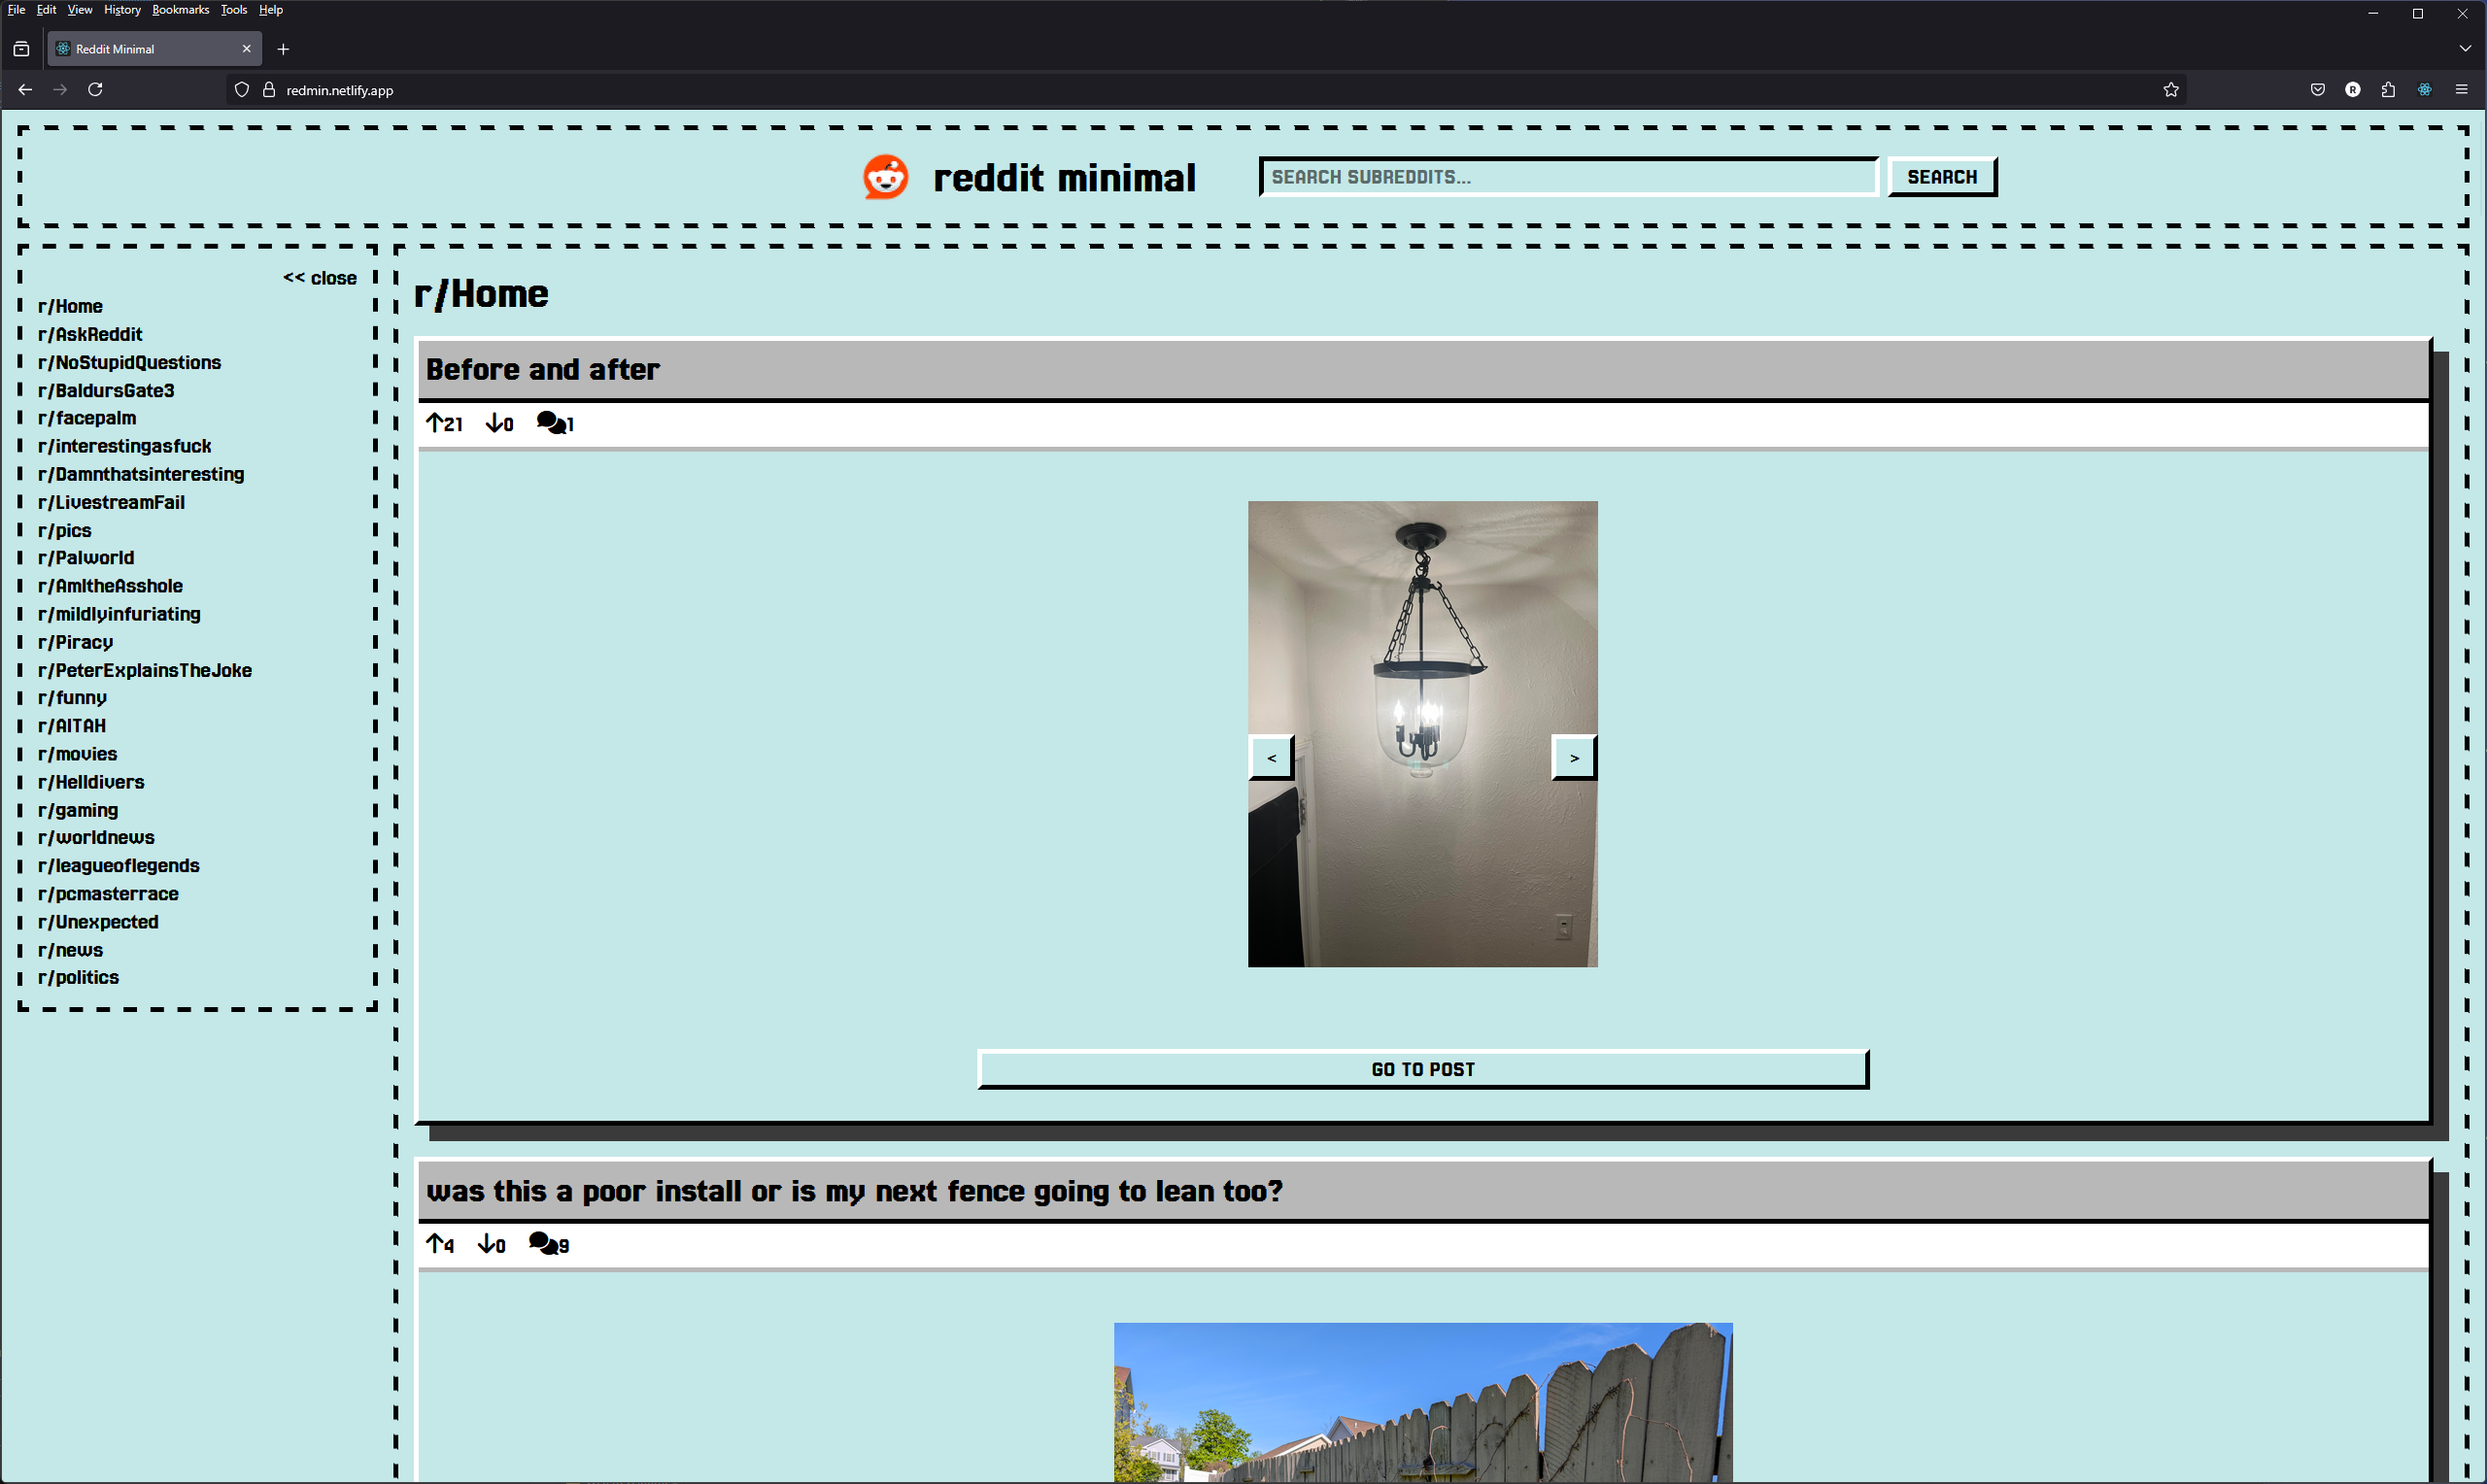 File Edit View History Bookmarks Tools Help
Reddit Minimal
redmin.netlify.app
R
reddit minimal
SEARCH SUBREDDITS...
SEARCH
<< close
r/Home
r/AskReddit
r/NoStupidQuestions
r/BaldursGate3
r/facepalm
r/interestingasfuck
r/Damnthatsinteresting
r/LivestreamFail
r/pics
r/Palworld
r/AmItheAsshole
r/mildlyinfuriating
r/Piracy
r/PeterExplainsTheJoke
r/funny
r/AITAH
r/movies
r/Helldivers
r/gaming
r/worldnews
r/leagueoflegends
r/pcmasterrace
r/Unexpected
r/news
r/politics
r/Home
Before and after
21 0 1
< >
GO TO POST
was this a poor install or is my next fence going to lean too?
4 0 9